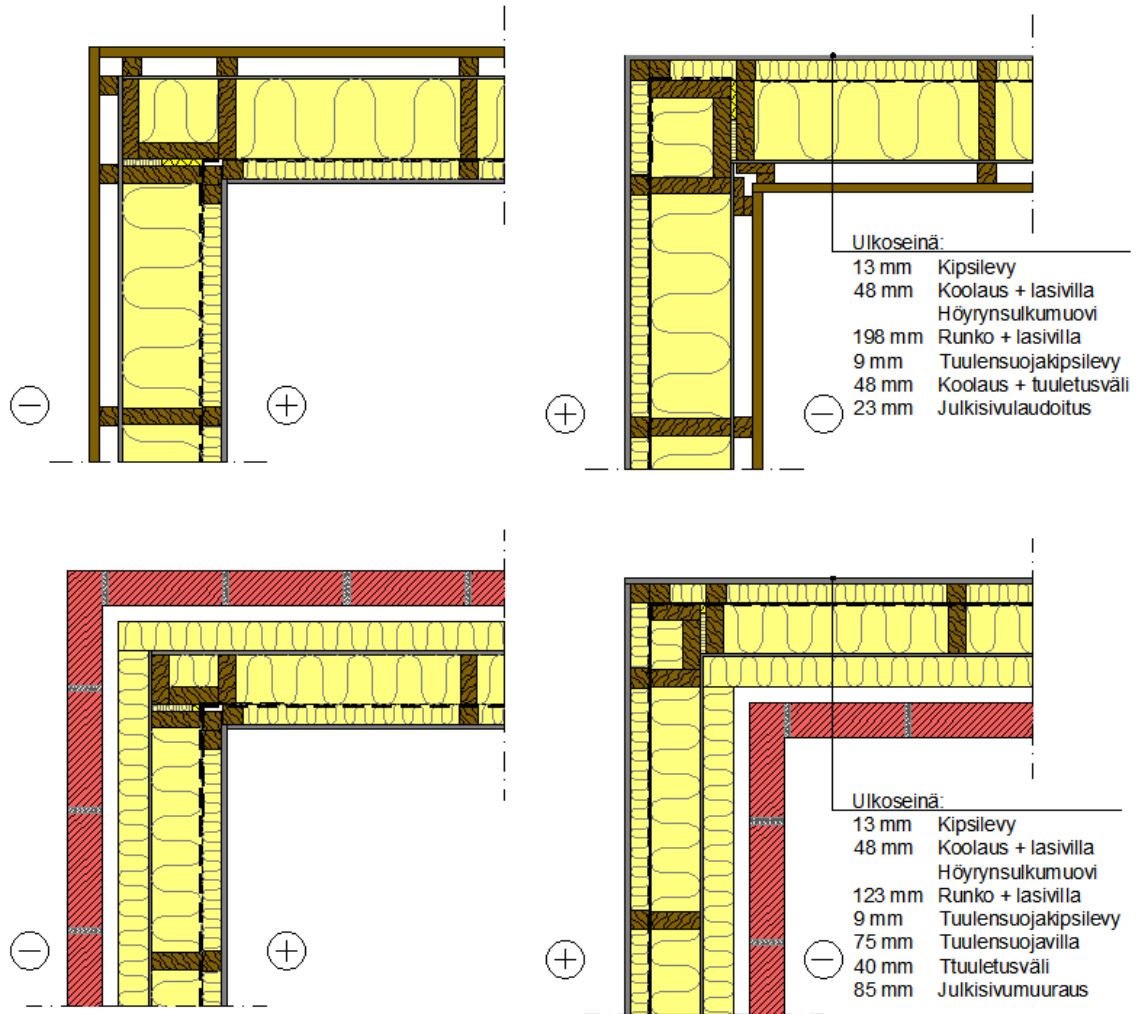 Ulkoseinä:
13 mm Kipsilevy
48 mm Koolaus + lasivilla
Höyrynsulkumuovi
198 mm Runko + lasivilla
9 mm Tuulensuojakipsilevy
48 mm Koolaus + tuuletusväli
23 mm Julkisivulaudoitus
Ulkoseinä:
13 mm Kipsilevy
48 mm Koolaus + lasivilla
Höyrynsulkumuovi
123 mm Runko + lasivilla
9 mm Tuulensuojakipsilevy
75 mm Tuulensuojavilla
40 mm Ttuuletusväli
85 mm Julkisivumuuraus